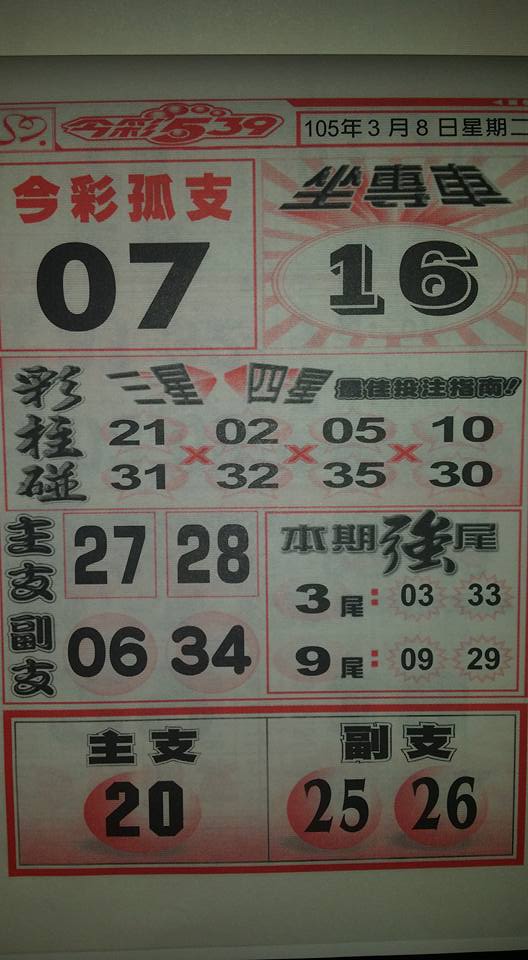 今彩539
105年3月8日星期二
今彩孤支
07
16
彩柱碰
三星 四星 最佳投注指南!!
21 × 02 × 05 × 10
31 32 35 30
主支 27 28
副支 06 34
本期強尾
3尾: 03 33
9尾: 09 29
主支
20
副支
25 26